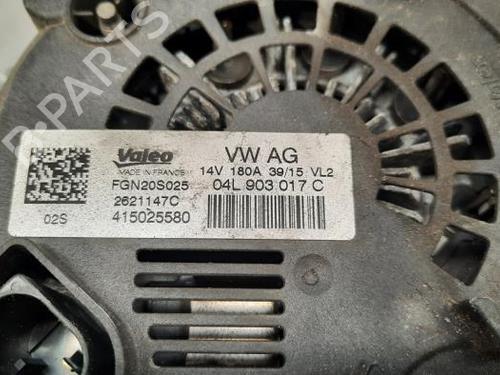 Valeo
MADE IN FRANCE
VW AG
14V 180A 39/15 VL2
FGN20S025
04L 903 017 C
2621147C
02S
415025580
B-PARTS